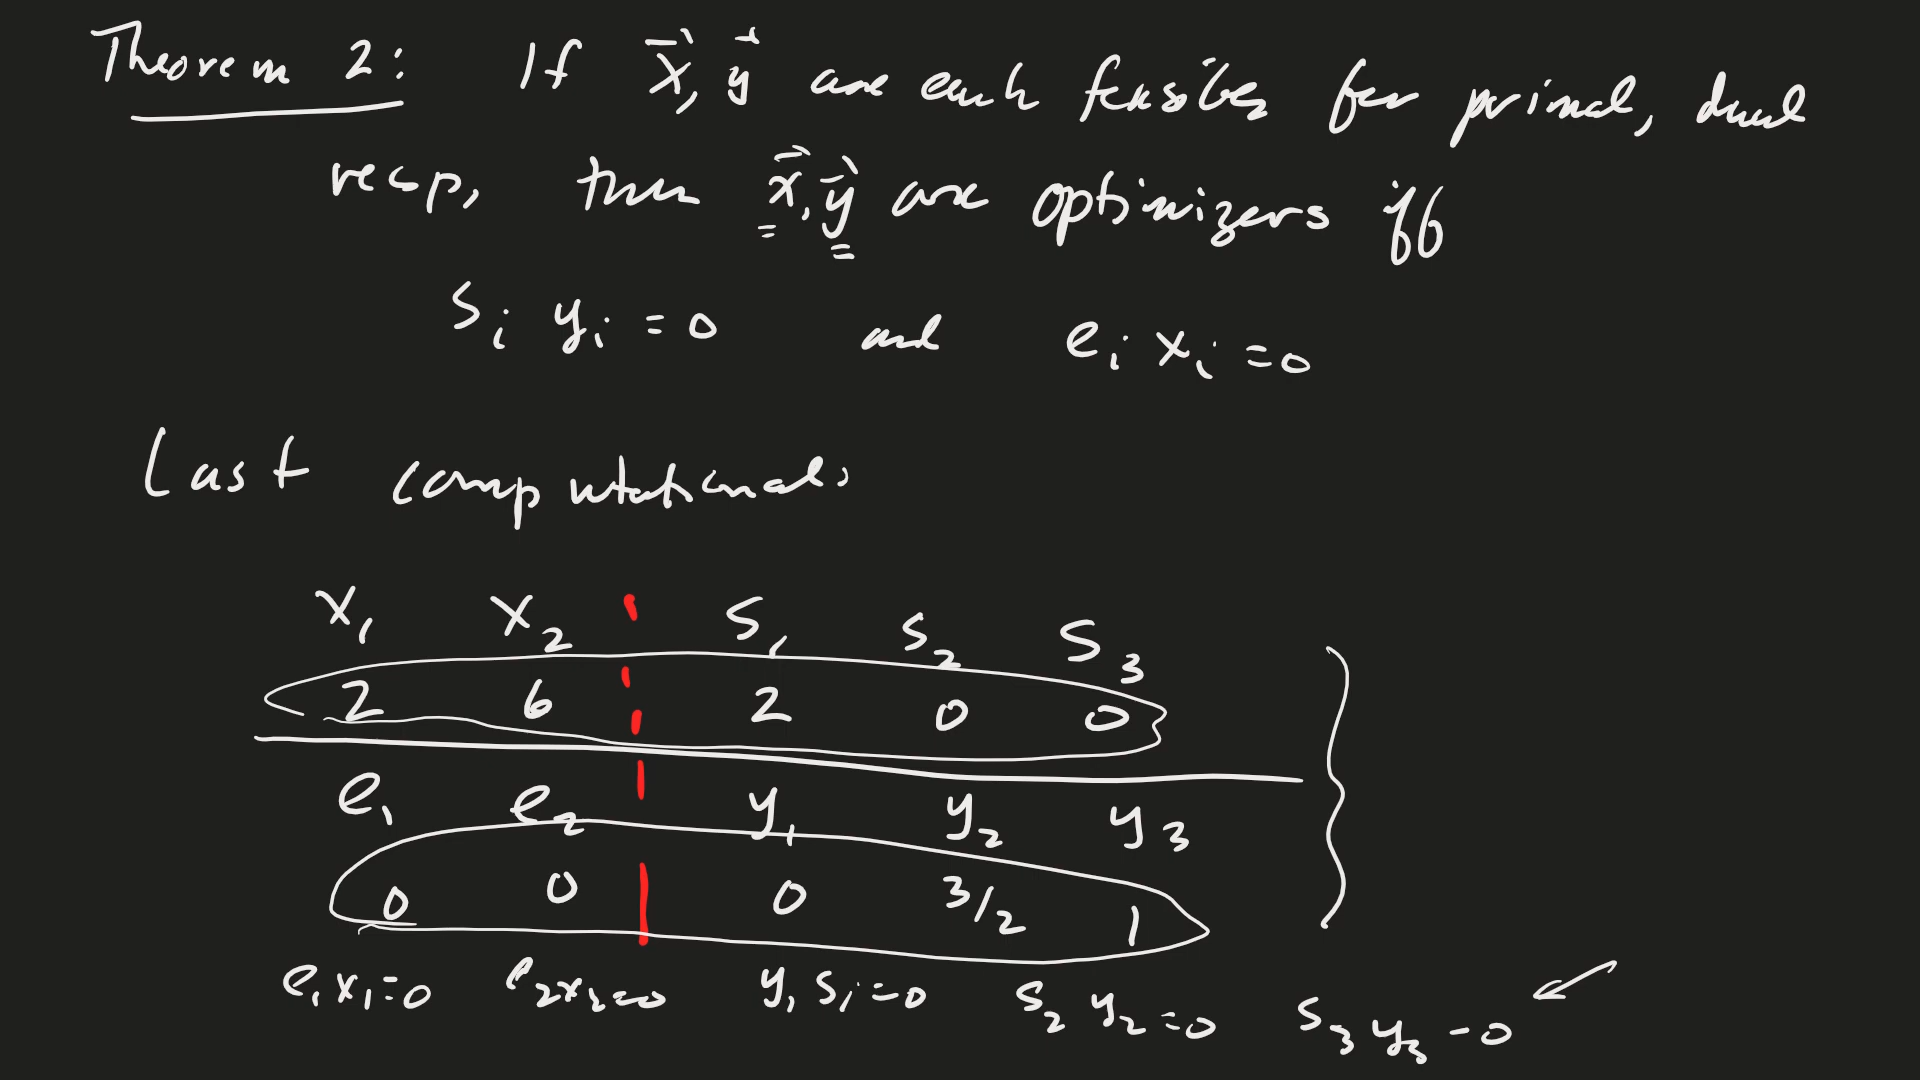 Theorem 2: If x⃗, y⃗ are each feasible for primal, dual
resp, then x⃗, y⃗ are optimizers iff
s_i y_i = 0 and e_i x_i = 0
Last computational:
x_1 x_2 s_1 s_2 s_3
2 6 2 0 0
e_1 e_2 y_1 y_2 y_3
0 0 0 3/2 1
e_1 x_1 = 0 e_2 x_2 = 0 y_1 s_1 = 0 s_2 y_2 = 0 s_3 y_3 = 0